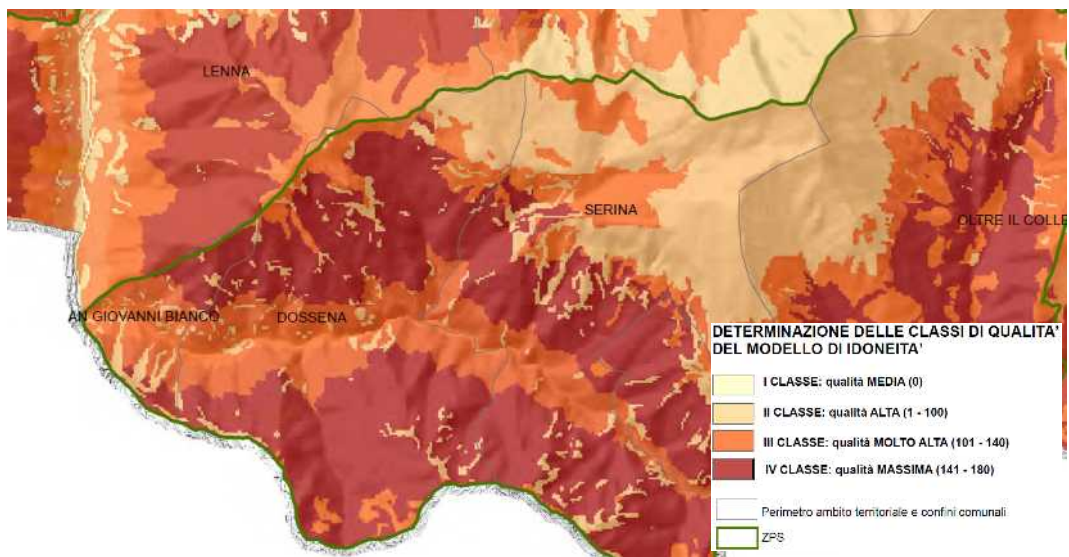 LENNA
SERINA
OLTRE IL COLLE
AN GIOVANNI BIANCO
DOSSENA
DETERMINAZIONE DELLE CLASSI DI QUALITA'
DEL MODELLO DI IDONEITA'
I CLASSE: qualità MEDIA (0)
II CLASSE: qualità ALTA (1 - 100)
III CLASSE: qualità MOLTO ALTA (101 - 140)
IV CLASSE: qualità MASSIMA (141 - 180)
Perimetro ambito territoriale e confini comunali
ZPS